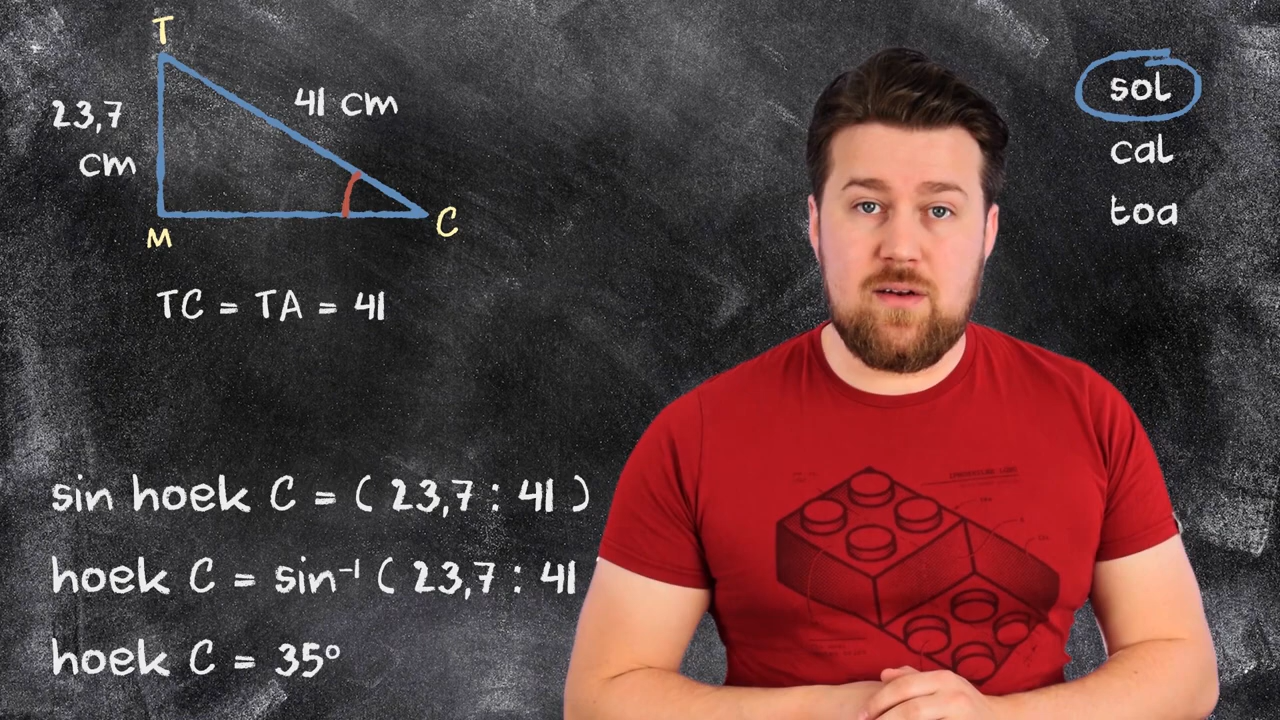 T
23,7
cm
41 cm
M
C
TC = TA = 41
sin hoek C = ( 23,7 : 41 )
hoek C = sin⁻¹ ( 23,7 : 41
hoek C = 35°
sol
cal
toa